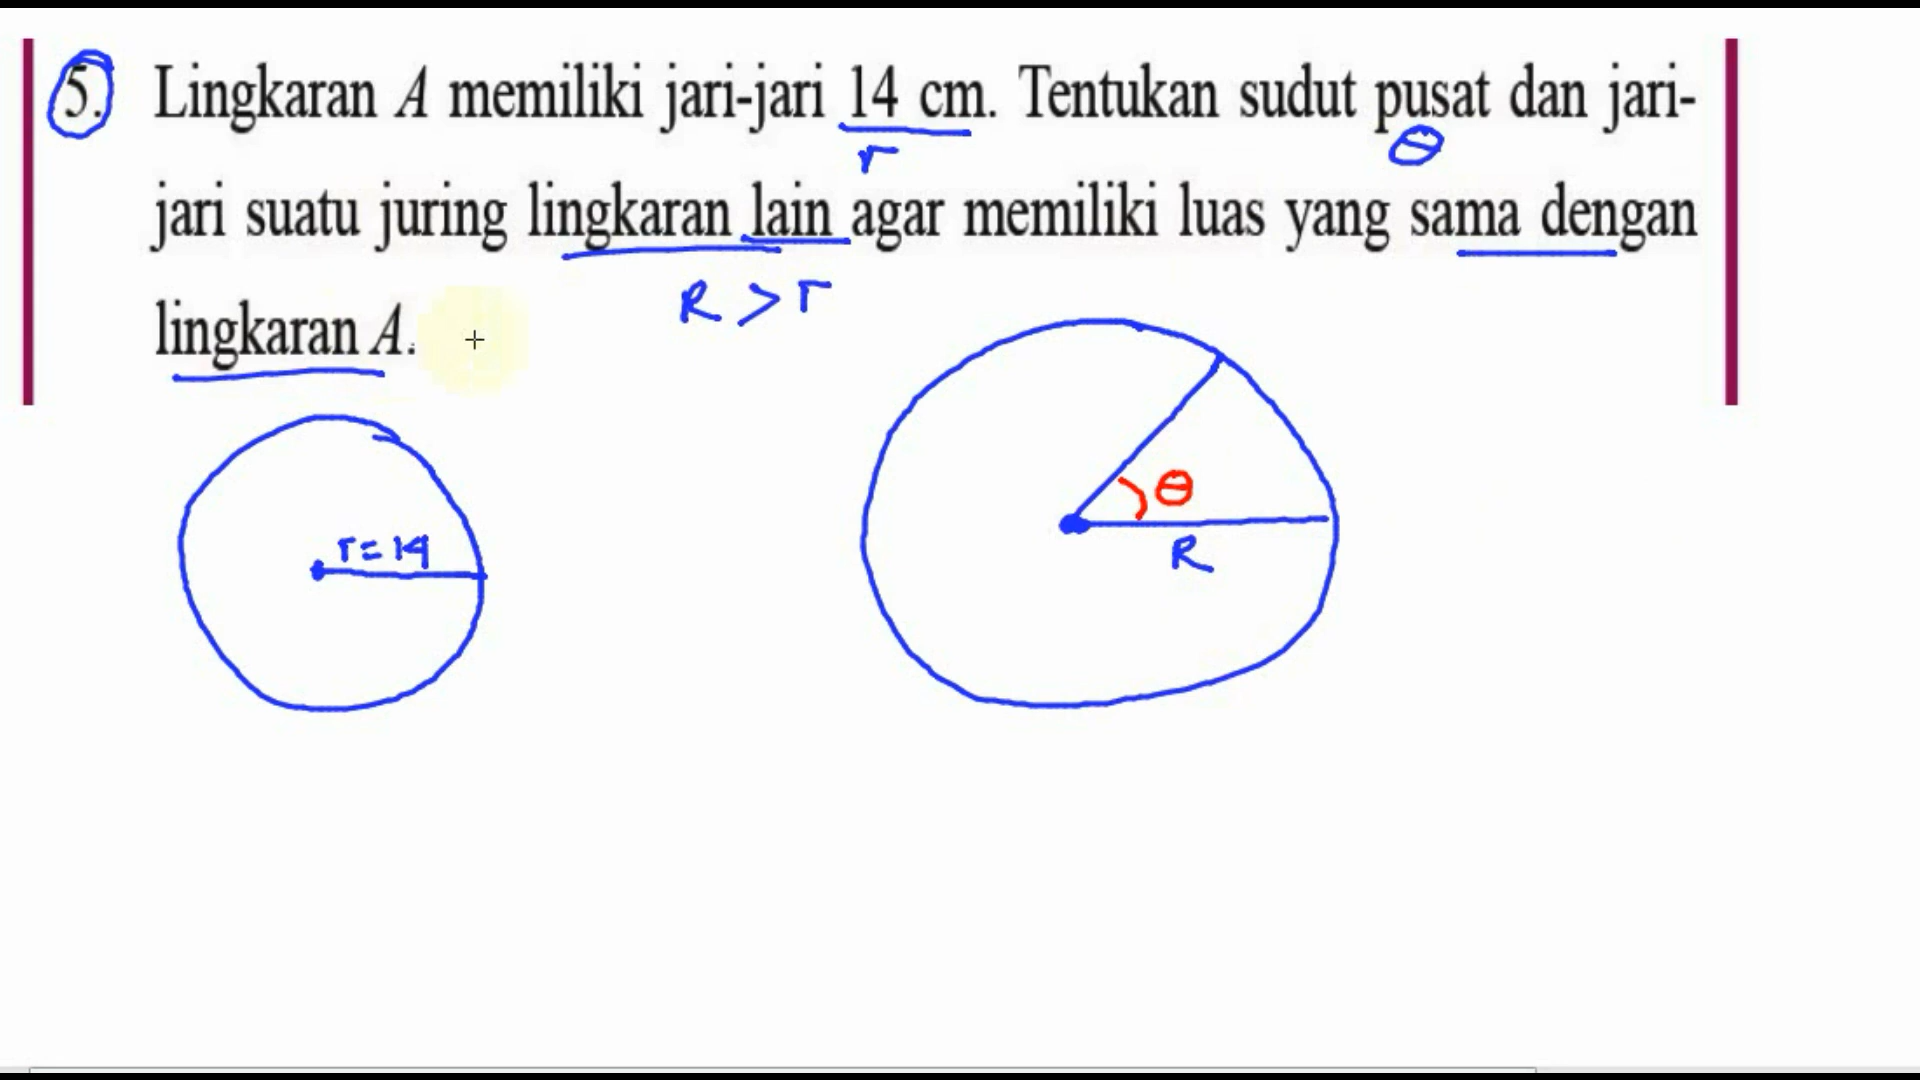 5. Lingkaran A memiliki jari-jari 14 cm. Tentukan sudut pusat dan jari-
r θ
jari suatu juring lingkaran lain agar memiliki luas yang sama dengan
R > r
lingkaran A.
r = 14
θ
R